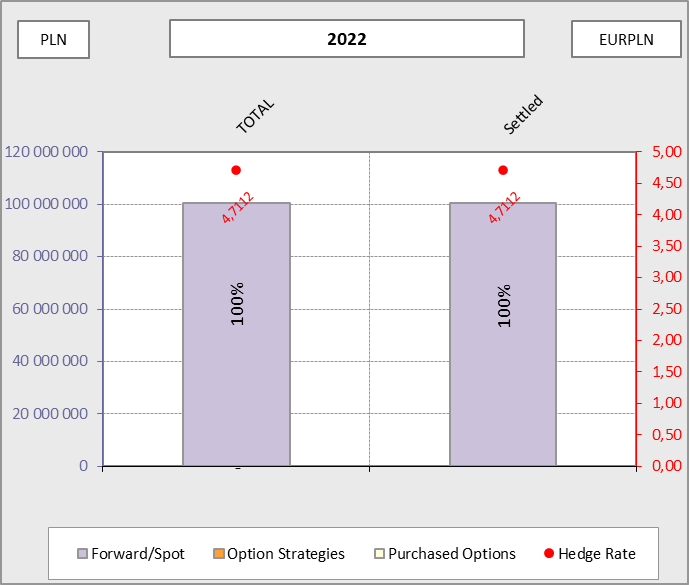 PLN
2022
EURPLN
TOTAL
Settled
120 000 000
100 000 000
80 000 000
60 000 000
40 000 000
20 000 000
0
5,00
4,50
4,00
3,50
3,00
2,50
2,00
1,50
1,00
0,50
0,00
4,7112
4,7112
100%
100%
Forward/Spot
Option Strategies
Purchased Options
Hedge Rate